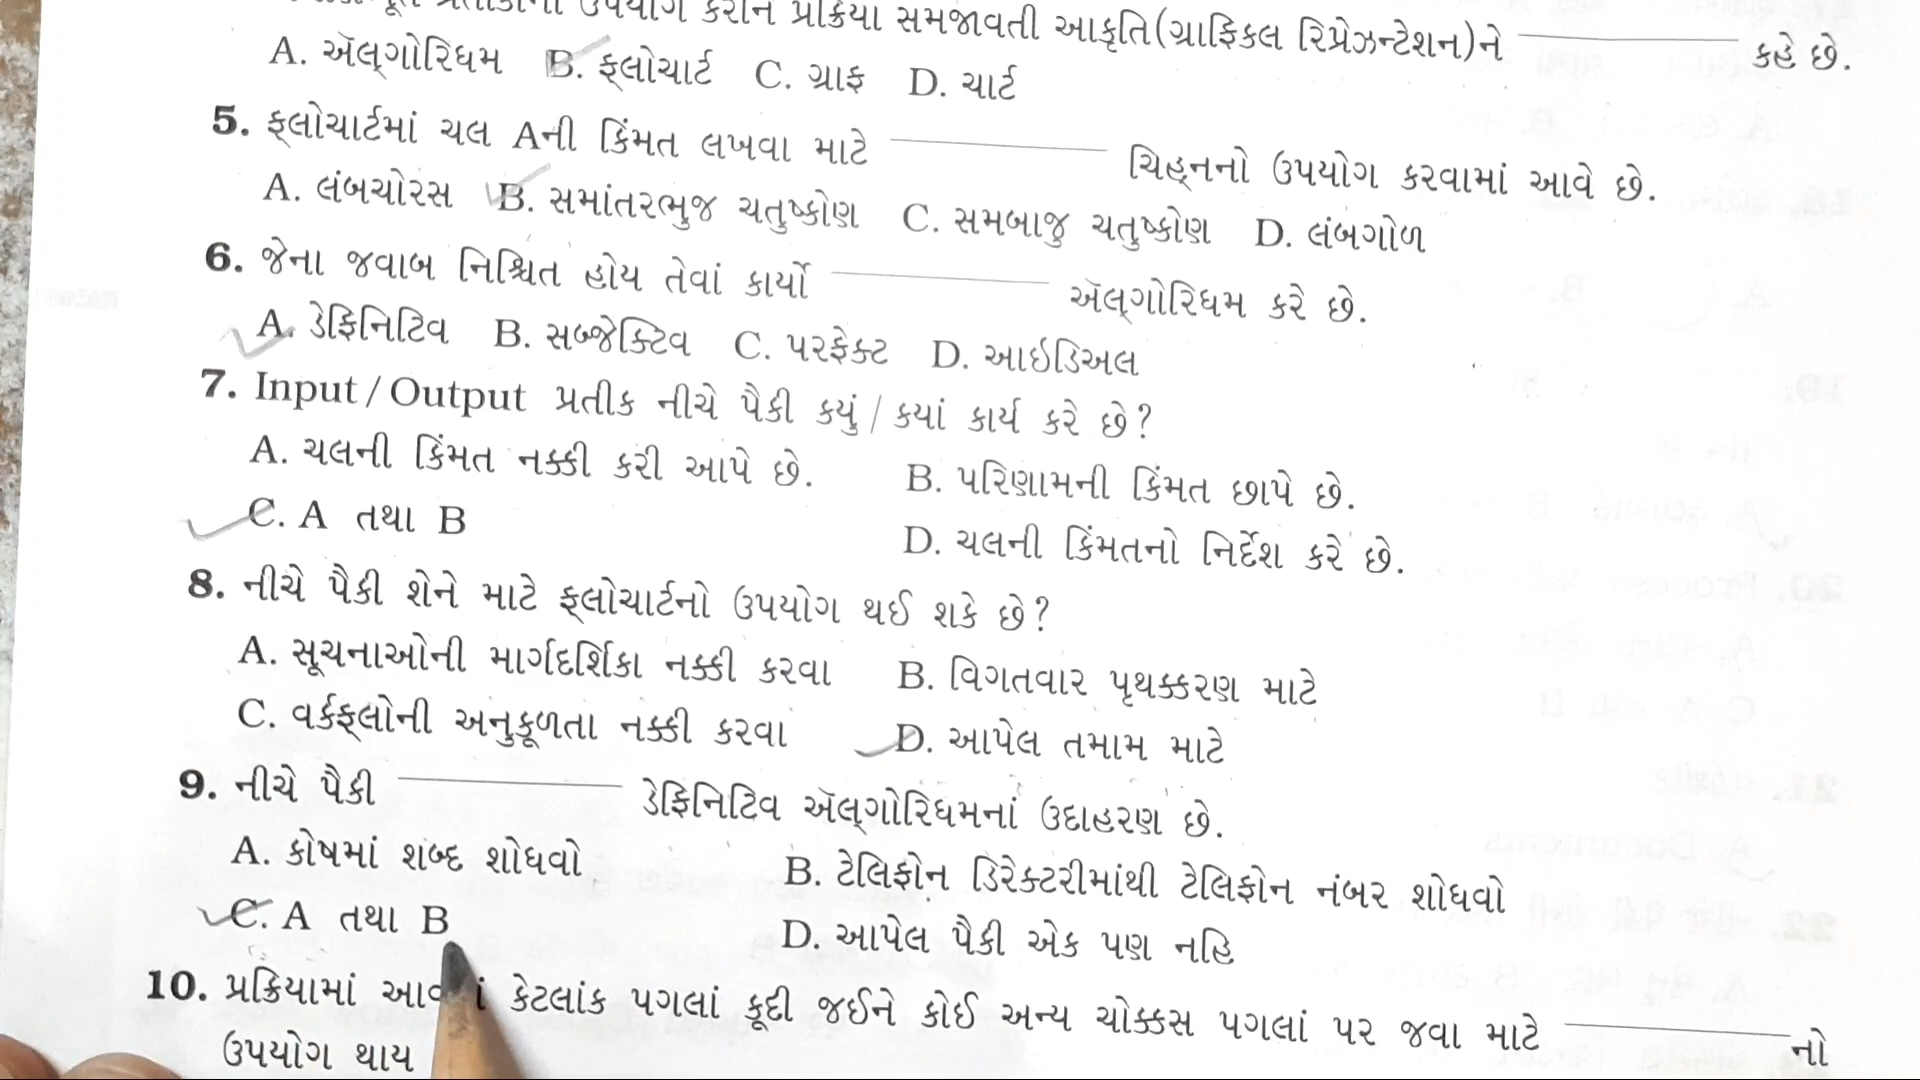 ઉપયોગ કરીને પ્રક્રિયા સમજાવતી આકૃતિ(ગ્રાફિકલ રિપ્રેઝન્ટેશન)ને ________ કહે છે.
A. ઍલ્ગોરિધમ B. ફ્લોચાર્ટ C. ગ્રાફ D. ચાર્ટ
5. ફ્લોચાર્ટમાં ચલ Aની કિંમત લખવા માટે ________ ચિહ્નનો ઉપયોગ કરવામાં આવે છે.
A. લંબચોરસ B. સમાંતરભુજ ચતુષ્કોણ C. સમબાજુ ચતુષ્કોણ D. લંબગોળ
6. જેના જવાબ નિશ્ચિત હોય તેવાં કાર્યો ________ ઍલ્ગોરિધમ કરે છે.
A. ડેફિનિટિવ B. સબ્જેક્ટિવ C. પરફેક્ટ D. આઇડિઅલ
7. Input / Output પ્રતીક નીચે પૈકી કયું / કયાં કાર્ય કરે છે?
A. ચલની કિંમત નક્કી કરી આપે છે. B. પરિણામની કિંમત છાપે છે.
C. A તથા B D. ચલની કિંમતનો નિર્દેશ કરે છે.
8. નીચે પૈકી શેને માટે ફ્લોચાર્ટનો ઉપયોગ થઈ શકે છે?
A. સૂચનાઓની માર્ગદર્શિકા નક્કી કરવા B. વિગતવાર પૃથક્કરણ માટે
C. વર્કફ્લોની અનુકૂળતા નક્કી કરવા D. આપેલ તમામ માટે
9. નીચે પૈકી ________ ડેફિનિટિવ ઍલ્ગોરિધમનાં ઉદાહરણ છે.
A. કોષમાં શબ્દ શોધવો B. ટેલિફોન ડિરેક્ટરીમાંથી ટેલિફોન નંબર શોધવો
C. A તથા B D. આપેલ પૈકી એક પણ નહિ
10. પ્રક્રિયામાં કેટલાંક પગલાં કૂદી જઈને કોઈ અન્ય ચોક્કસ પગલાં પર જવા માટે ________ નો
ઉપયોગ થાય